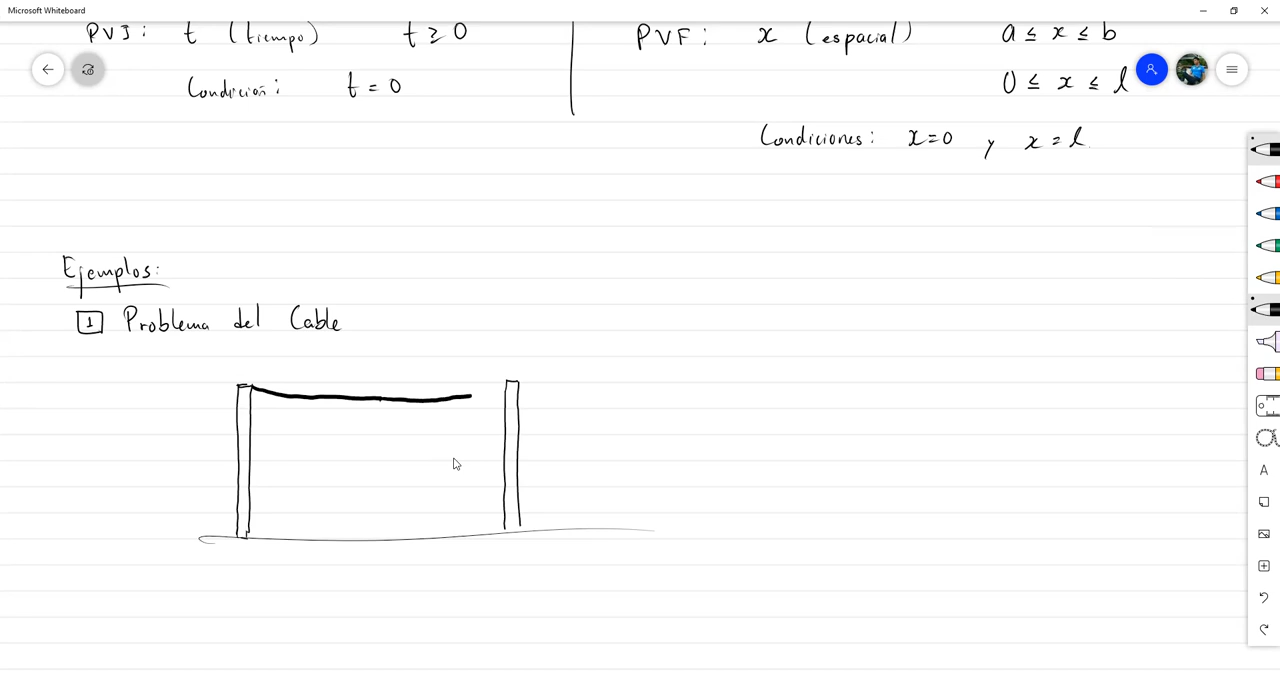 Microsoft Whiteboard
PVI: t (tiempo) t ≥ 0
Condición: t = 0
PVF: x (espacial) a ≤ x ≤ b
0 ≤ x ≤ l
Condiciones: x=0 y x = l.
Ejemplos:
1 Problema del Cable
A